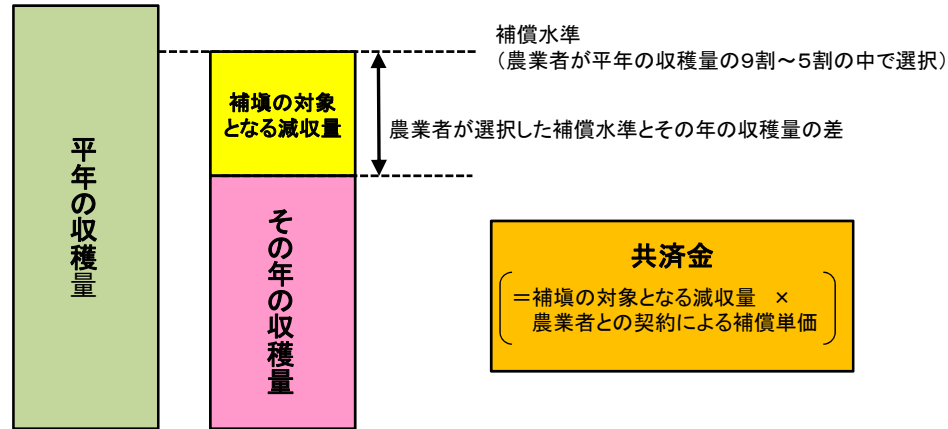 補償水準
（農業者が平年の収穫量の９割～５割の中で選択）
補塡の対象
となる減収量
農業者が選択した補償水準とその年の収穫量の差
平年の収穫量
その年の収穫量
共済金
＝補塡の対象となる減収量　×
農業者との契約による補償単価